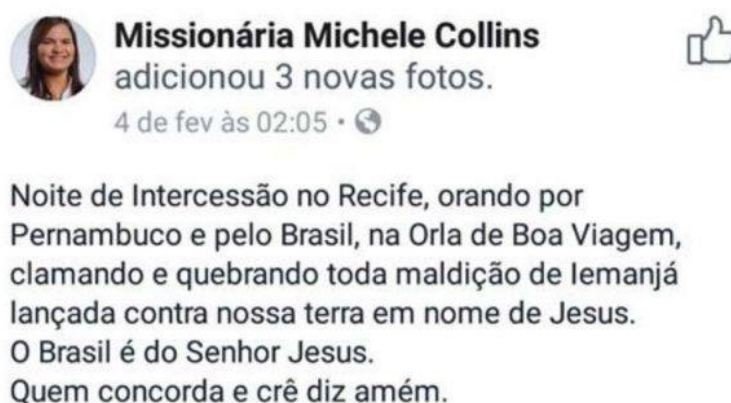 Missionária Michele Collins
adicionou 3 novas fotos.
4 de fev às 02:05 •
Noite de Intercessão no Recife, orando por
Pernambuco e pelo Brasil, na Orla de Boa Viagem,
clamando e quebrando toda maldição de Iemanjá
lançada contra nossa terra em nome de Jesus.
O Brasil é do Senhor Jesus.
Quem concorda e crê diz amém.